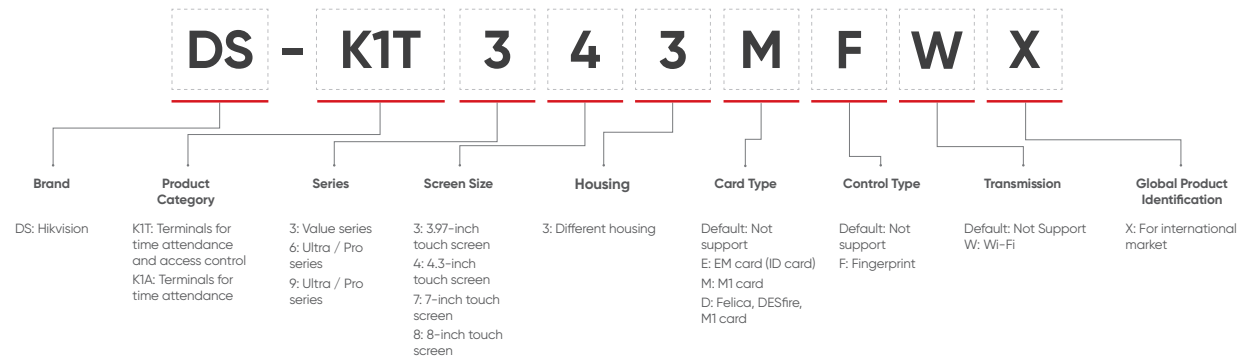 DS - K1T 3 4 3 M F W X
Brand
DS: Hikvision
Product
Category
K1T: Terminals for
time attendance
and access control
K1A: Terminals for
time attendance
Series
3: Value series
6: Ultra / Pro
series
9: Ultra / Pro
series
Screen Size
3: 3.97-inch
touch screen
4: 4.3-inch
touch screen
7: 7-inch touch
screen
8: 8-inch touch
screen
Housing
3: Different housing
Card Type
Default: Not
support
E: EM card (ID card)
M: M1 card
D: Felica, DESfire,
M1 card
Control Type
Default: Not
support
F: Fingerprint
Transmission
Default: Not Support
W: Wi-Fi
Global Product
Identification
X: For international
market